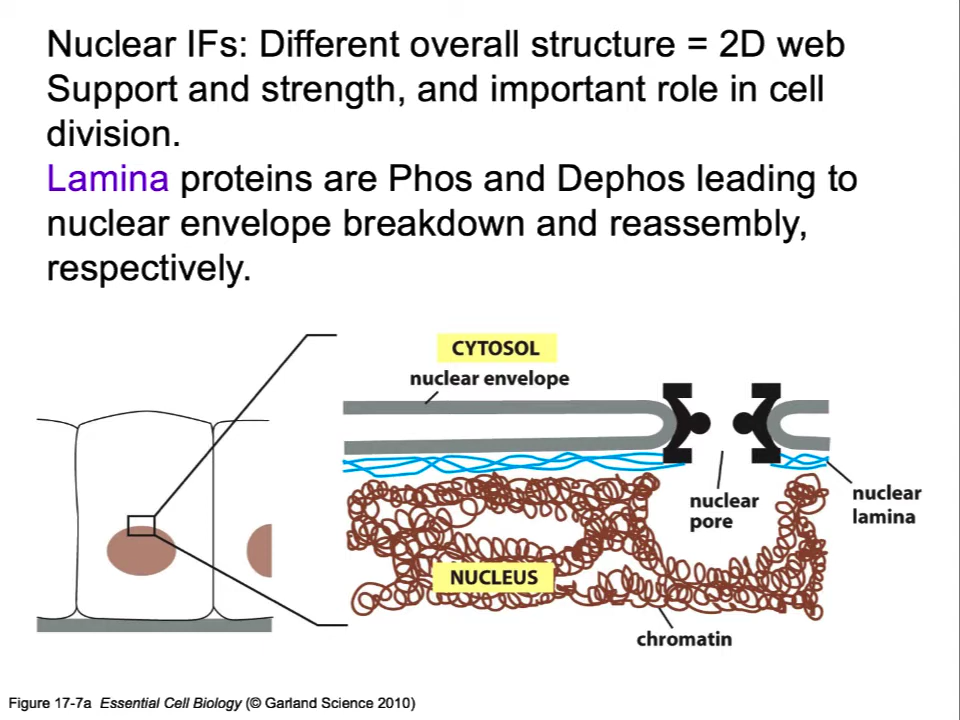 Nuclear IFs: Different overall structure = 2D web
Support and strength, and important role in cell
division.
Lamina proteins are Phos and Dephos leading to
nuclear envelope breakdown and reassembly,
respectively.
CYTOSOL
nuclear envelope
nuclear
pore
nuclear
lamina
NUCLEUS
chromatin
Figure 17-7a Essential Cell Biology (© Garland Science 2010)